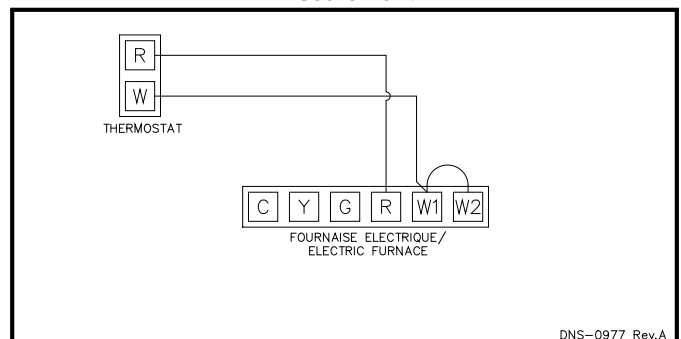 R
W
THERMOSTAT
C Y G R W1 W2
FOURNAISE ELECTRIQUE/
ELECTRIC FURNACE
DNS-0977 Rev.A